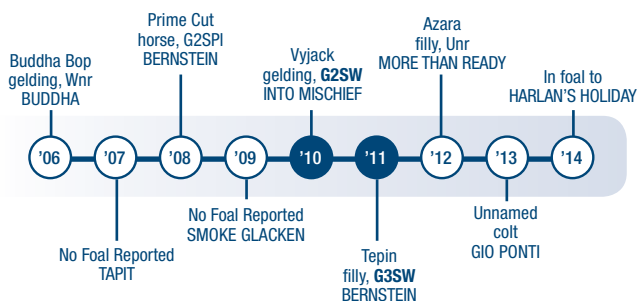 Buddha Bop
gelding, Wnr
BUDDHA
Prime Cut
horse, G2SPl
BERNSTEIN
Vyjack
gelding, G2SW
INTO MISCHIEF
Azara
filly, Unr
MORE THAN READY
In foal to
HARLAN'S HOLIDAY
'06 '07 '08 '09 '10 '11 '12 '13 '14
No Foal Reported
TAPIT
No Foal Reported
SMOKE GLACKEN
Tepin
filly, G3SW
BERNSTEIN
Unnamed
colt
GIO PONTI